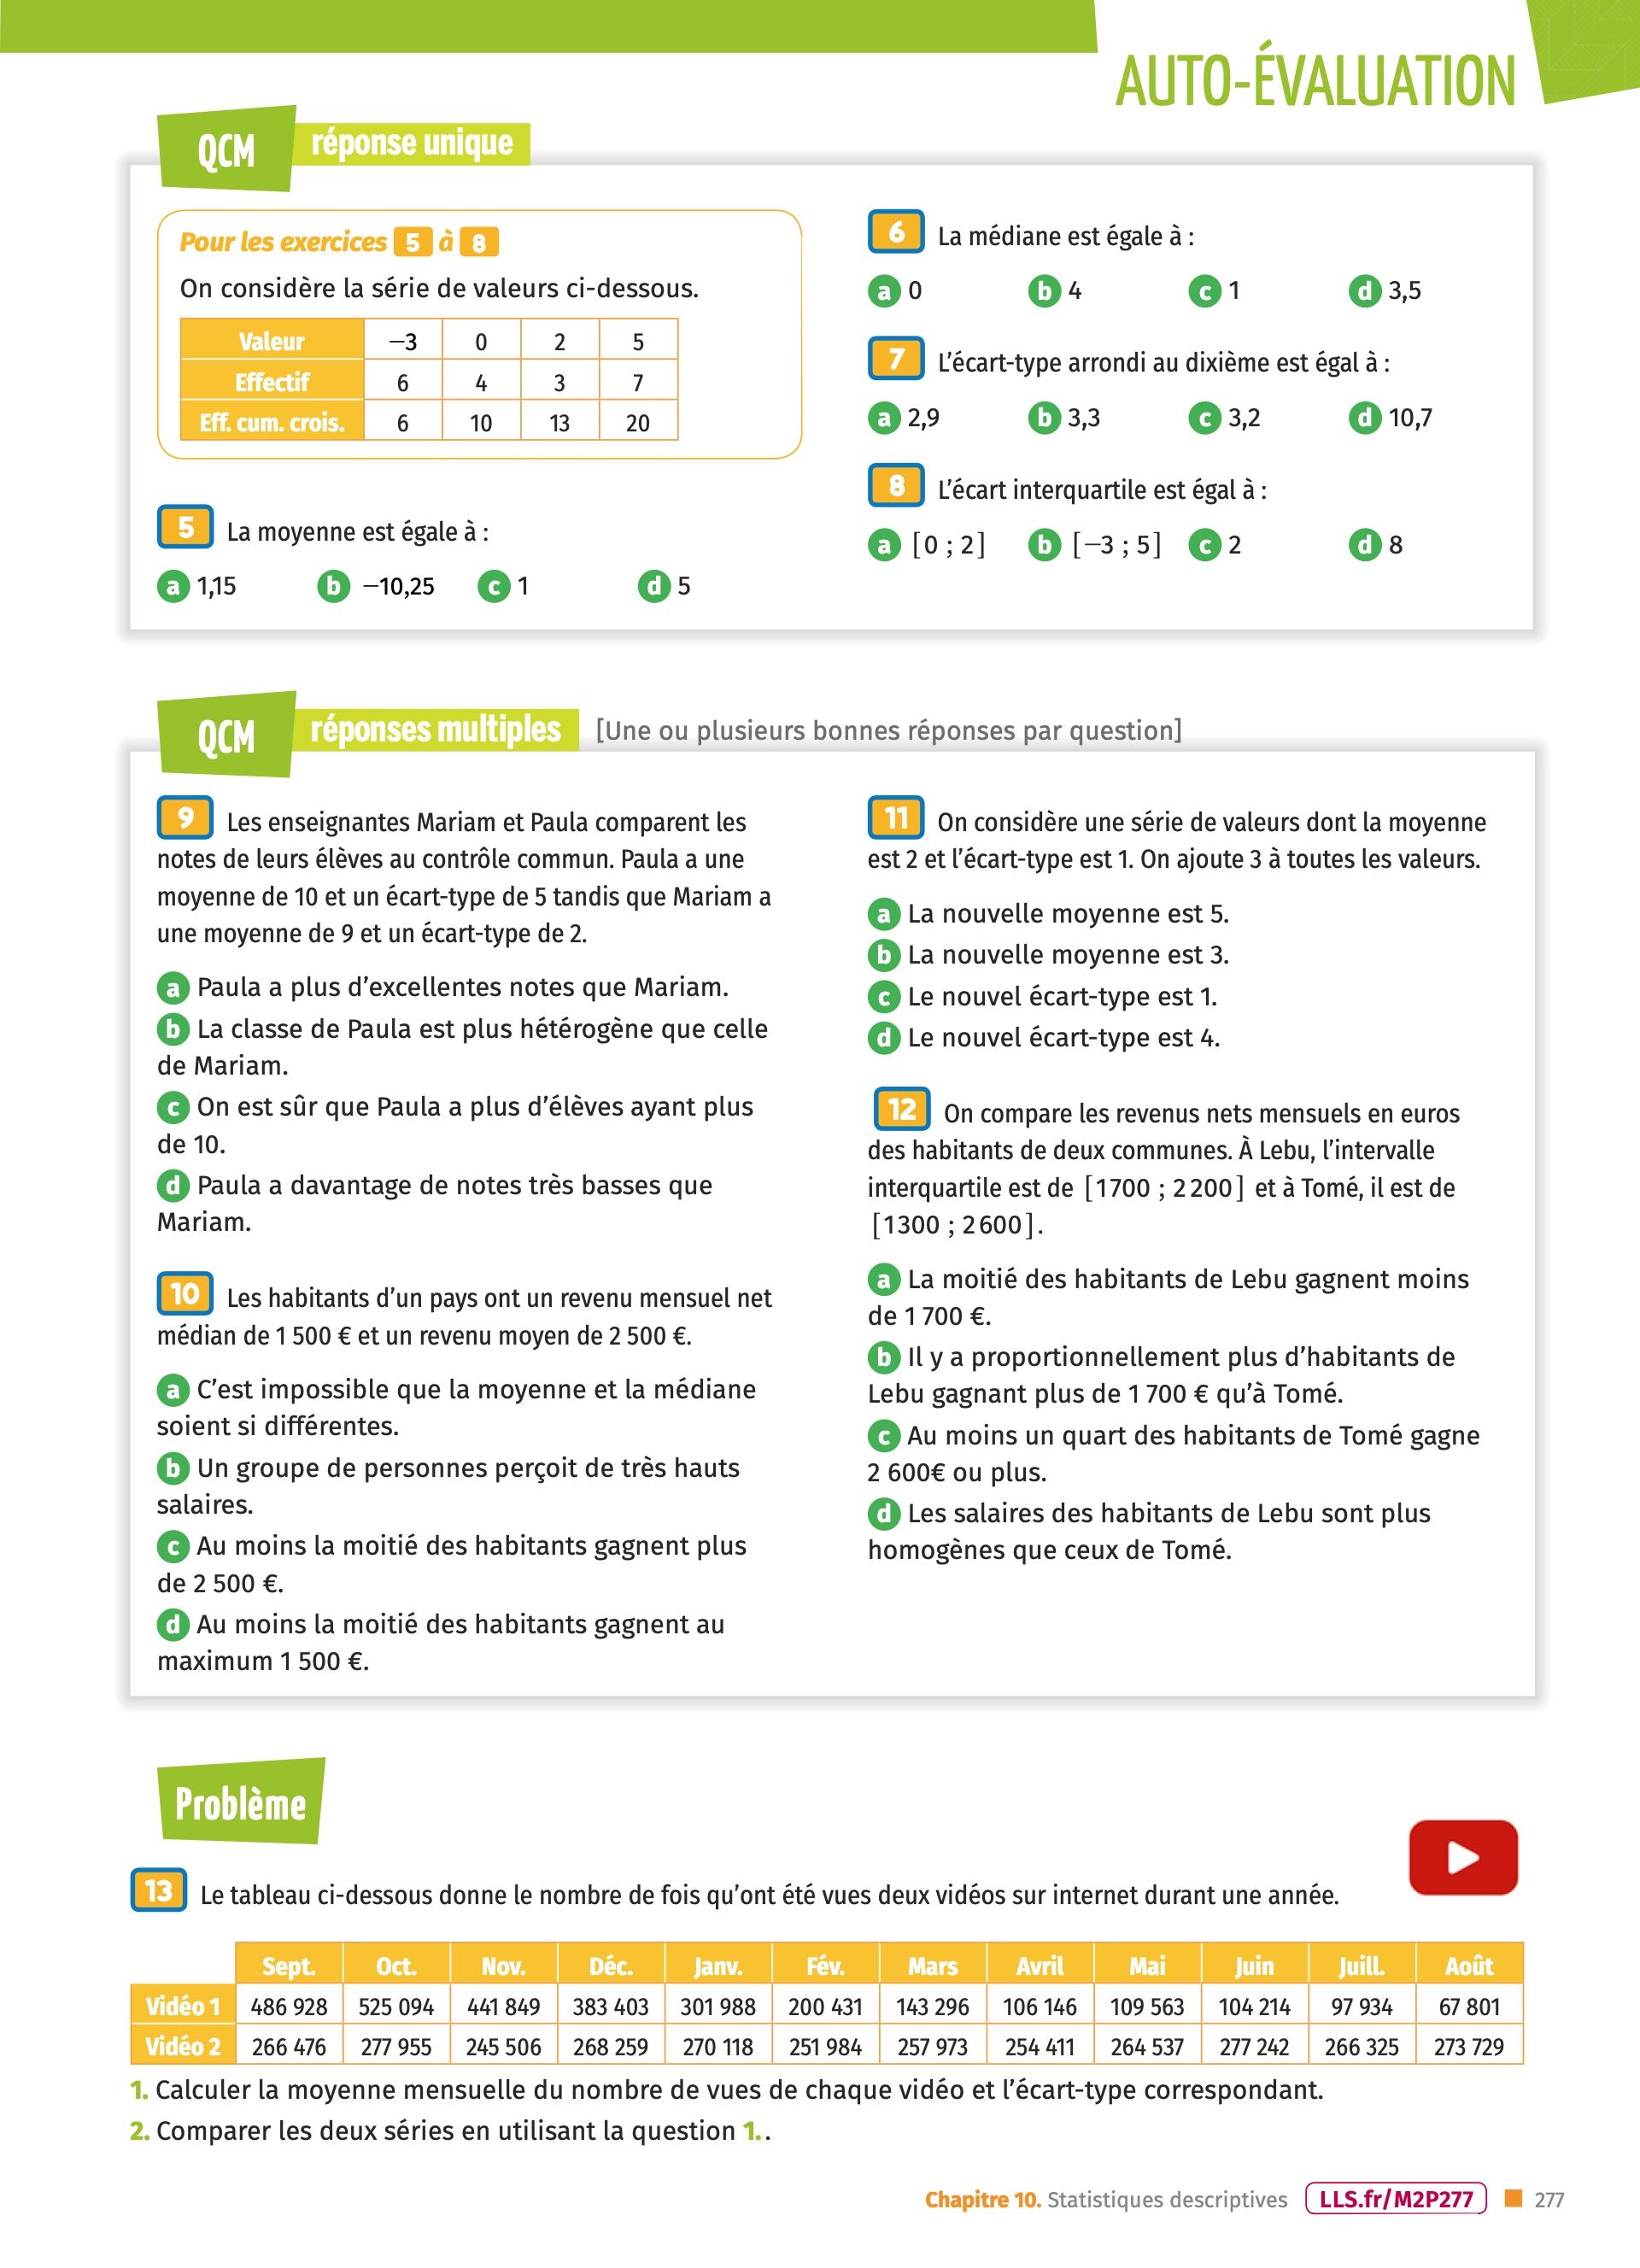 AUTO-ÉVALUATION
QCM réponse unique
Pour les exercices 5 à 8
On considère la série de valeurs ci-dessous.
Valeur −3 0 2 5
Effectif 6 4 3 7
Eff. cum. crois. 6 10 13 20
5 La moyenne est égale à :
a 1,15 b −10,25 c 1 d 5
6 La médiane est égale à :
a 0 b 4 c 1 d 3,5
7 L’écart-type arrondi au dixième est égal à :
a 2,9 b 3,3 c 3,2 d 10,7
8 L’écart interquartile est égal à :
a [0 ; 2] b [−3 ; 5] c 2 d 8
QCM réponses multiples [Une ou plusieurs bonnes réponses par question]
9 Les enseignantes Mariam et Paula comparent les
notes de leurs élèves au contrôle commun. Paula a une
moyenne de 10 et un écart-type de 5 tandis que Mariam a
une moyenne de 9 et un écart-type de 2.
a Paula a plus d’excellentes notes que Mariam.
b La classe de Paula est plus hétérogène que celle
de Mariam.
c On est sûr que Paula a plus d’élèves ayant plus
de 10.
d Paula a davantage de notes très basses que
Mariam.
10 Les habitants d’un pays ont un revenu mensuel net
médian de 1 500 € et un revenu moyen de 2 500 €.
a C’est impossible que la moyenne et la médiane
soient si différentes.
b Un groupe de personnes perçoit de très hauts
salaires.
c Au moins la moitié des habitants gagnent plus
de 2 500 €.
d Au moins la moitié des habitants gagnent au
maximum 1 500 €.
11 On considère une série de valeurs dont la moyenne
est 2 et l’écart-type est 1. On ajoute 3 à toutes les valeurs.
a La nouvelle moyenne est 5.
b La nouvelle moyenne est 3.
c Le nouvel écart-type est 1.
d Le nouvel écart-type est 4.
12 On compare les revenus nets mensuels en euros
des habitants de deux communes. À Lebu, l’intervalle
interquartile est de [1700 ; 2 200] et à Tomé, il est de
[1300 ; 2 600].
a La moitié des habitants de Lebu gagnent moins
de 1 700 €.
b Il y a proportionnellement plus d’habitants de
Lebu gagnant plus de 1 700 € qu’à Tomé.
c Au moins un quart des habitants de Tomé gagne
2 600€ ou plus.
d Les salaires des habitants de Lebu sont plus
homogènes que ceux de Tomé.
Problème
13 Le tableau ci-dessous donne le nombre de fois qu’ont été vues deux vidéos sur internet durant une année.
Sept. Oct. Nov. Déc. Janv. Fév. Mars Avril Mai Juin Juill. Août
Vidéo 1 486 928 525 094 441 849 383 403 301 988 200 431 143 296 106 146 109 563 104 214 97 934 67 801
Vidéo 2 266 476 277 955 245 506 268 259 270 118 251 984 257 973 254 411 264 537 277 242 266 325 273 729
1. Calculer la moyenne mensuelle du nombre de vues de chaque vidéo et l’écart-type correspondant.
2. Comparer les deux séries en utilisant la question 1..
Chapitre 10. Statistiques descriptives LLS.fr/M2P277 277